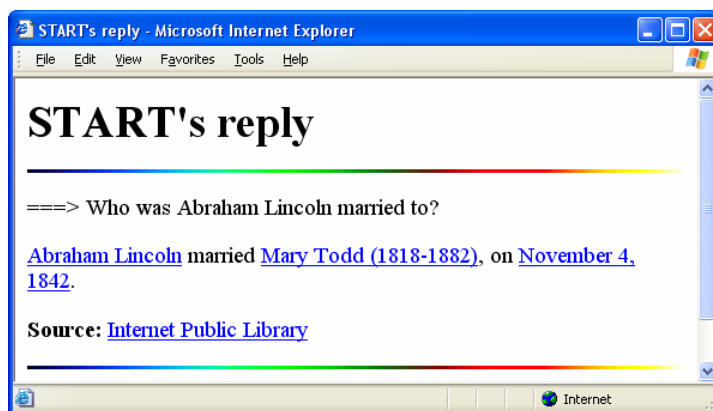 START's reply - Microsoft Internet Explorer
File Edit View Favorites Tools Help
START's reply
===> Who was Abraham Lincoln married to?
Abraham Lincoln married Mary Todd (1818-1882), on November 4,
1842.
Source: Internet Public Library
Internet